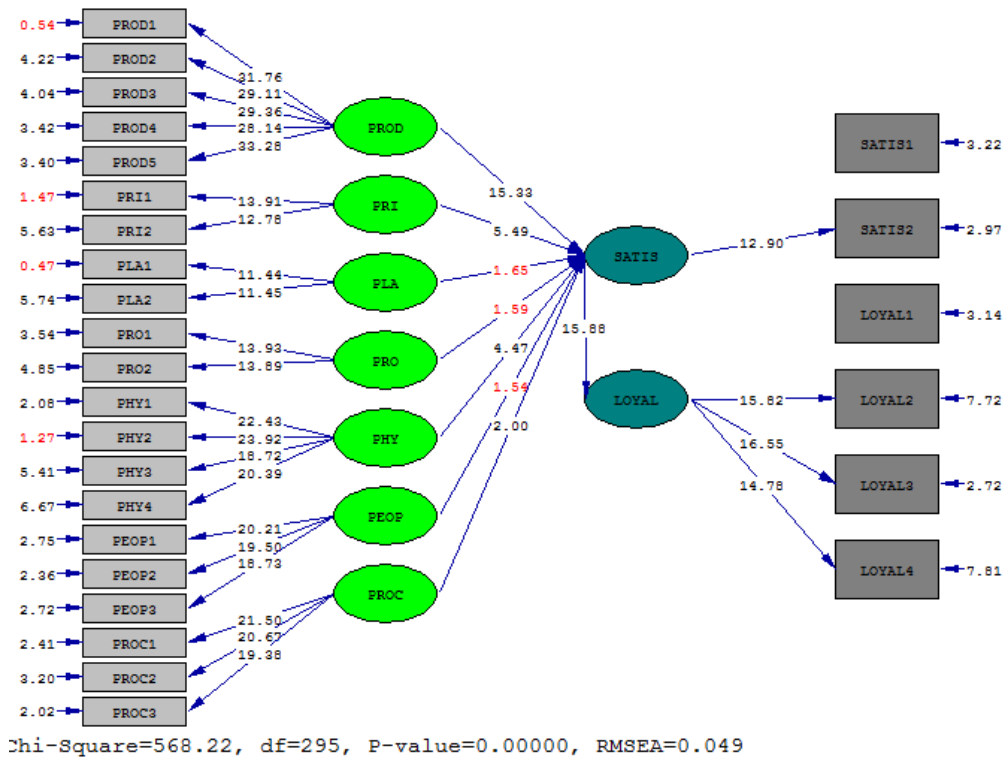 0.54 PROD1
4.22 PROD2
4.04 PROD3
3.42 PROD4
3.40 PROD5
1.47 PRI1
5.63 PRI2
0.47 PLA1
5.74 PLA2
3.54 PRO1
4.85 PRO2
2.08 PHY1
1.27 PHY2
5.41 PHY3
6.67 PHY4
2.75 PEOP1
2.36 PEOP2
2.72 PEOP3
2.41 PROC1
3.20 PROC2
2.02 PROC3
31.76
29.11
29.36
28.14
33.28
13.91
12.78
11.44
11.45
13.93
13.89
22.43
23.92
18.72
20.39
20.21
19.50
18.73
21.50
20.67
19.38
PROD
PRI
PLA
PRO
PHY
PEOP
PROC
15.33
5.49
1.65
1.59
4.47
1.54
2.00
SATIS
15.88
LOYAL
12.90
15.82
16.55
14.78
SATIS1 3.22
SATIS2 2.97
LOYAL1 3.14
LOYAL2 7.72
LOYAL3 2.72
LOYAL4 7.81
Chi-Square=568.22, df=295, P-value=0.00000, RMSEA=0.049